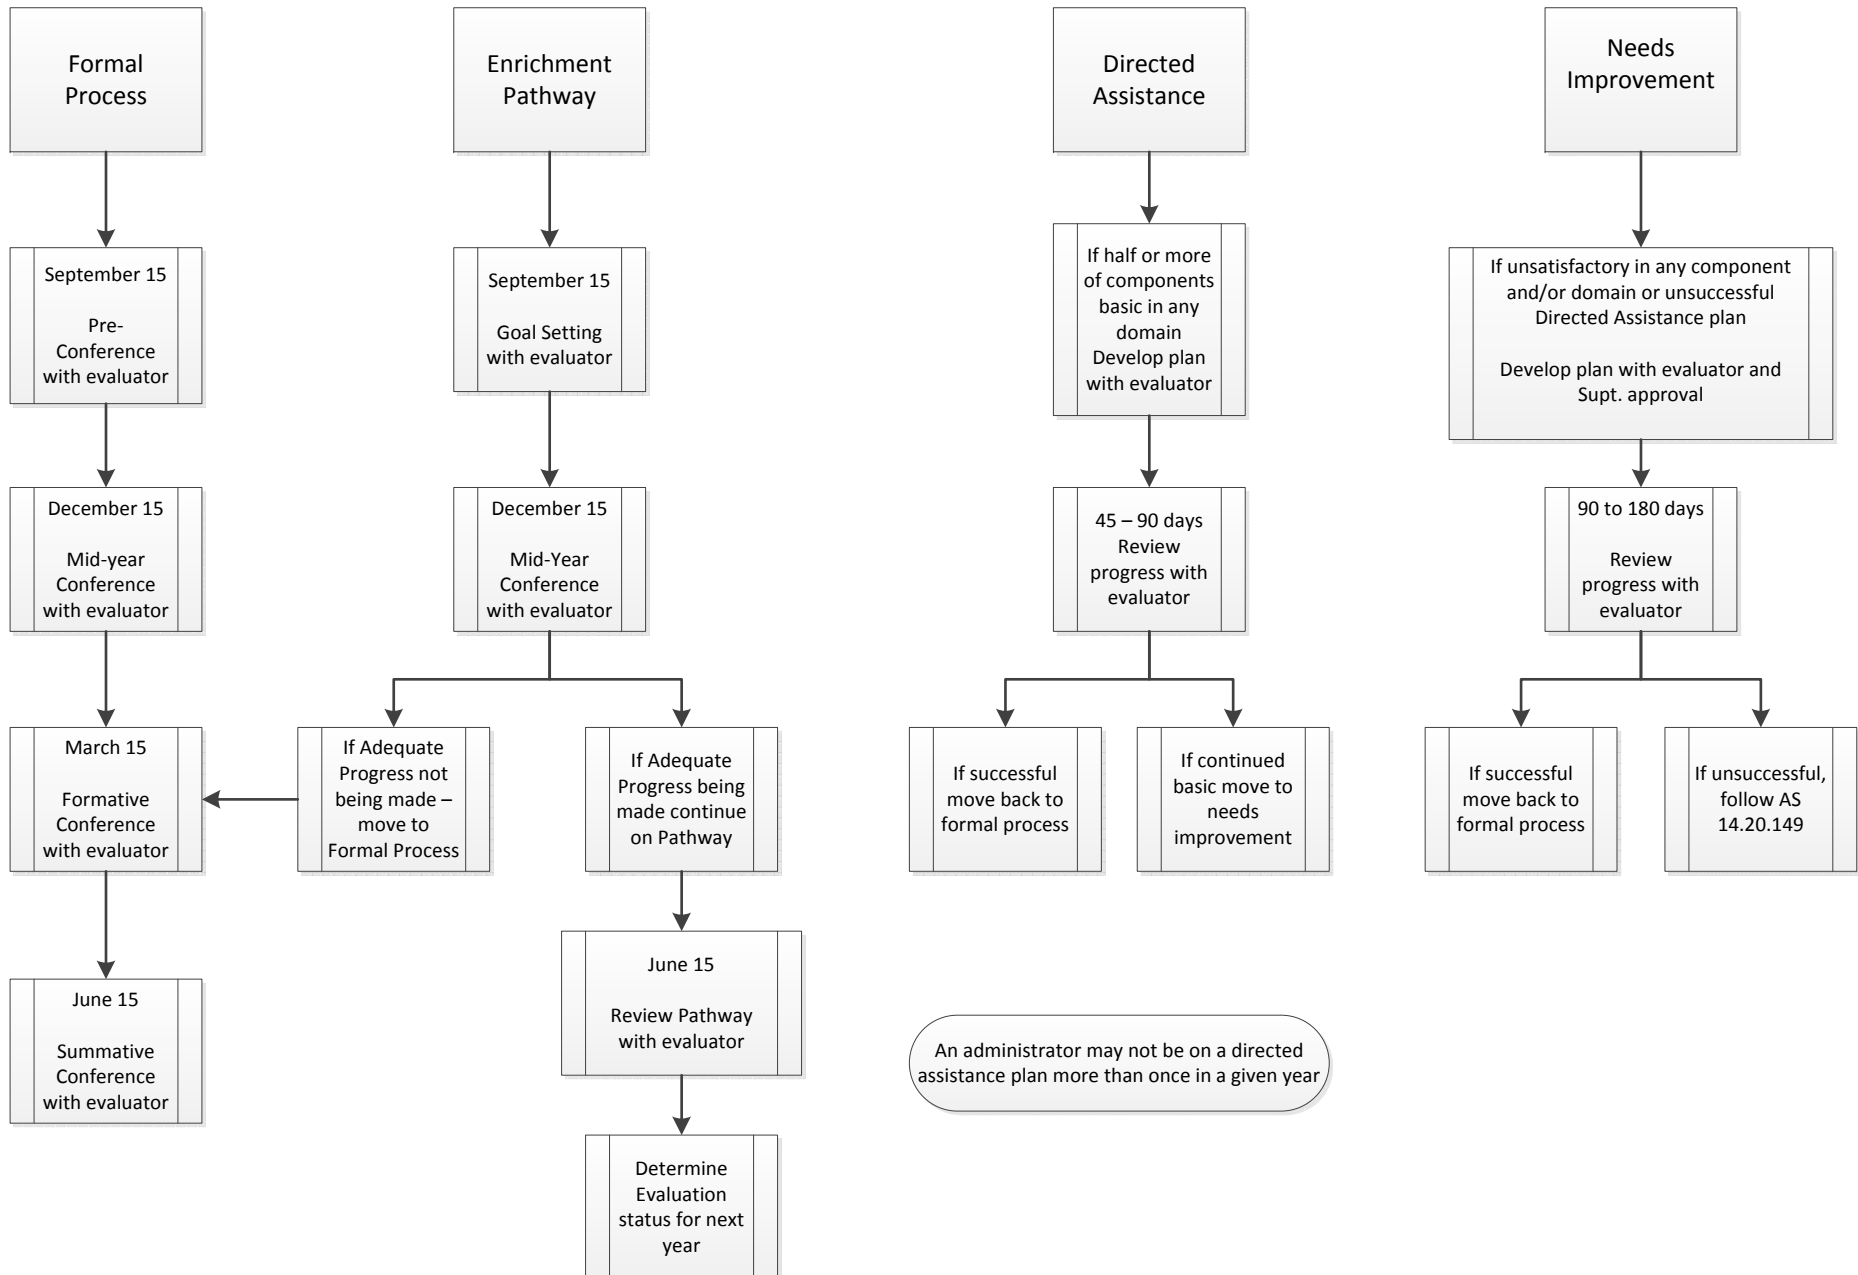 Formal
Process
Enrichment
Pathway
Directed
Assistance
Needs
Improvement
September 15
Pre-
Conference
with evaluator
September 15
Goal Setting
with evaluator
If half or more
of components
basic in any
domain
Develop plan
with evaluator
If unsatisfactory in any component
and/or domain or unsuccessful
Directed Assistance plan
Develop plan with evaluator and
Supt. approval
December 15
Mid-year
Conference
with evaluator
December 15
Mid-Year
Conference
with evaluator
45 – 90 days
Review
progress with
evaluator
90 to 180 days
Review
progress with
evaluator
March 15
Formative
Conference
with evaluator
If Adequate
Progress not
being made –
move to
Formal Process
If Adequate
Progress being
made continue
on Pathway
If successful
move back to
formal process
If continued
basic move to
needs
improvement
If successful
move back to
formal process
If unsuccessful,
follow AS
14.20.149
June 15
Summative
Conference
with evaluator
June 15
Review Pathway
with evaluator
An administrator may not be on a directed
assistance plan more than once in a given year
Determine
Evaluation
status for next
year